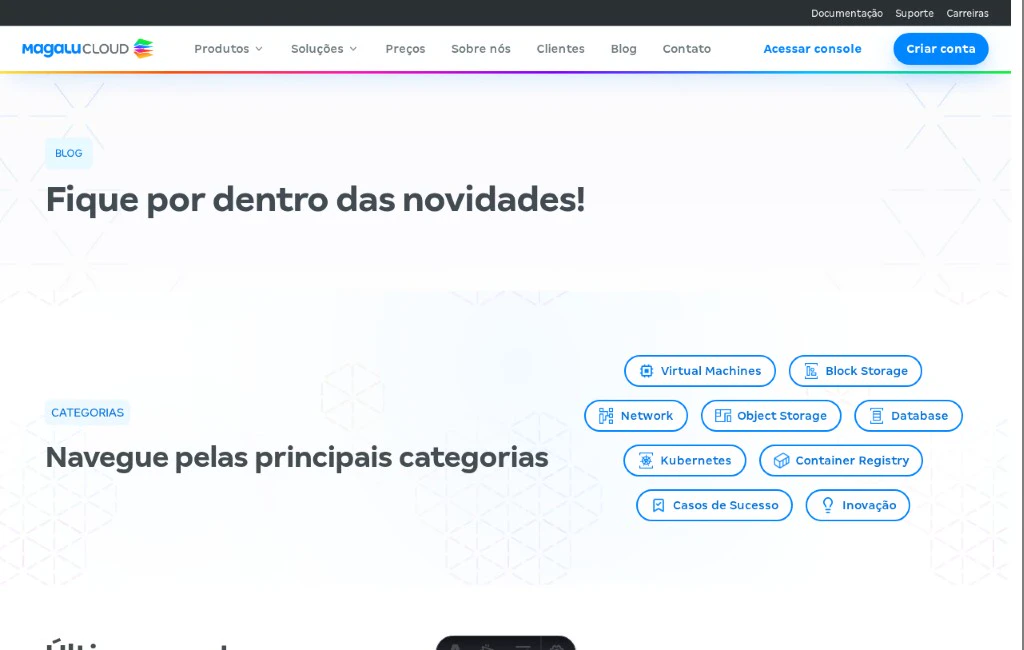 Documentação Suporte Carreiras
MagaluCLOUD Produtos Soluções Preços Sobre nós Clientes Blog Contato Acessar console Criar conta
BLOG
Fique por dentro das novidades!
Virtual Machines Block Storage
CATEGORIAS
Network Object Storage Database
Navegue pelas principais categorias
Kubernetes Container Registry
Casos de Sucesso Inovação